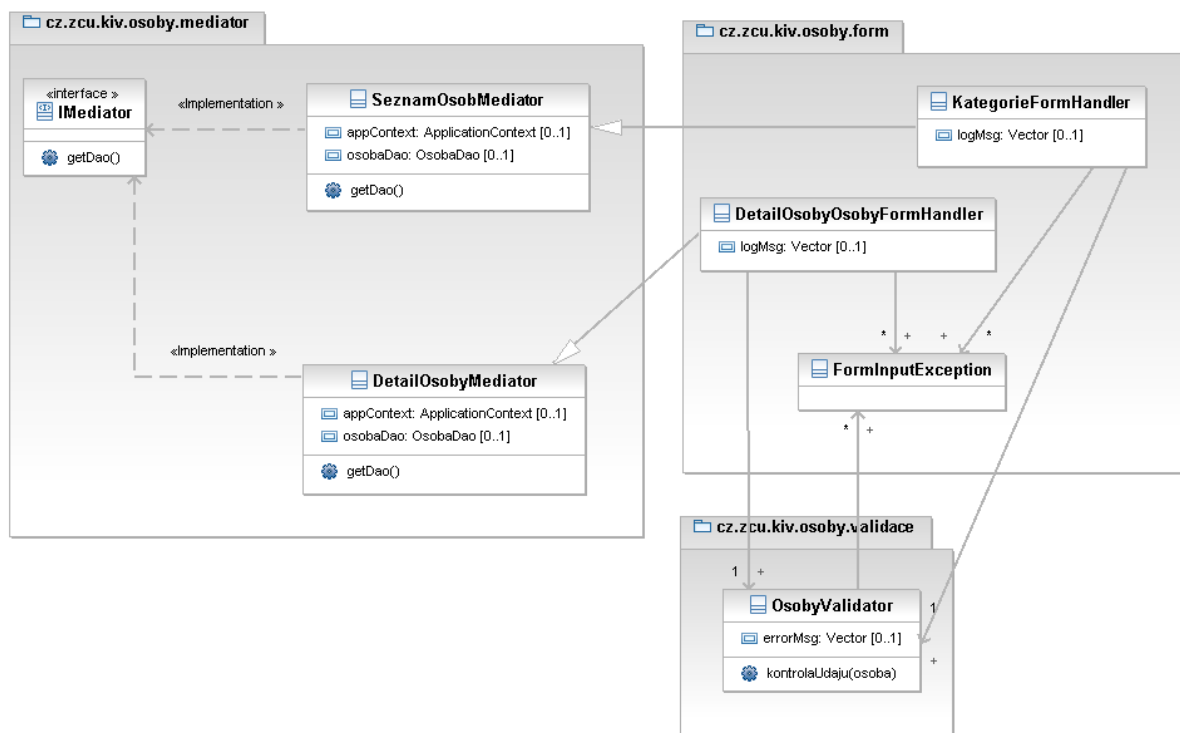 cz.zcu.kiv.osoby.mediator
«interface »
IMediator
getDao()
«Implementation »
SeznamOsobMediator
appContext: ApplicationContext [0..1]
osobaDao: OsobaDao [0..1]
getDao()
«Implementation »
DetailOsobyMediator
appContext: ApplicationContext [0..1]
osobaDao: OsobaDao [0..1]
getDao()
cz.zcu.kiv.osoby.form
KategorieFormHandler
logMsg: Vector [0..1]
DetailOsobyOsobyFormHandler
logMsg: Vector [0..1]
* + + *
FormInputException
* +
cz.zcu.kiv.osoby.validace
1 +
OsobyValidator
errorMsg: Vector [0..1]
kontrolaUdaju(osoba)
1
+